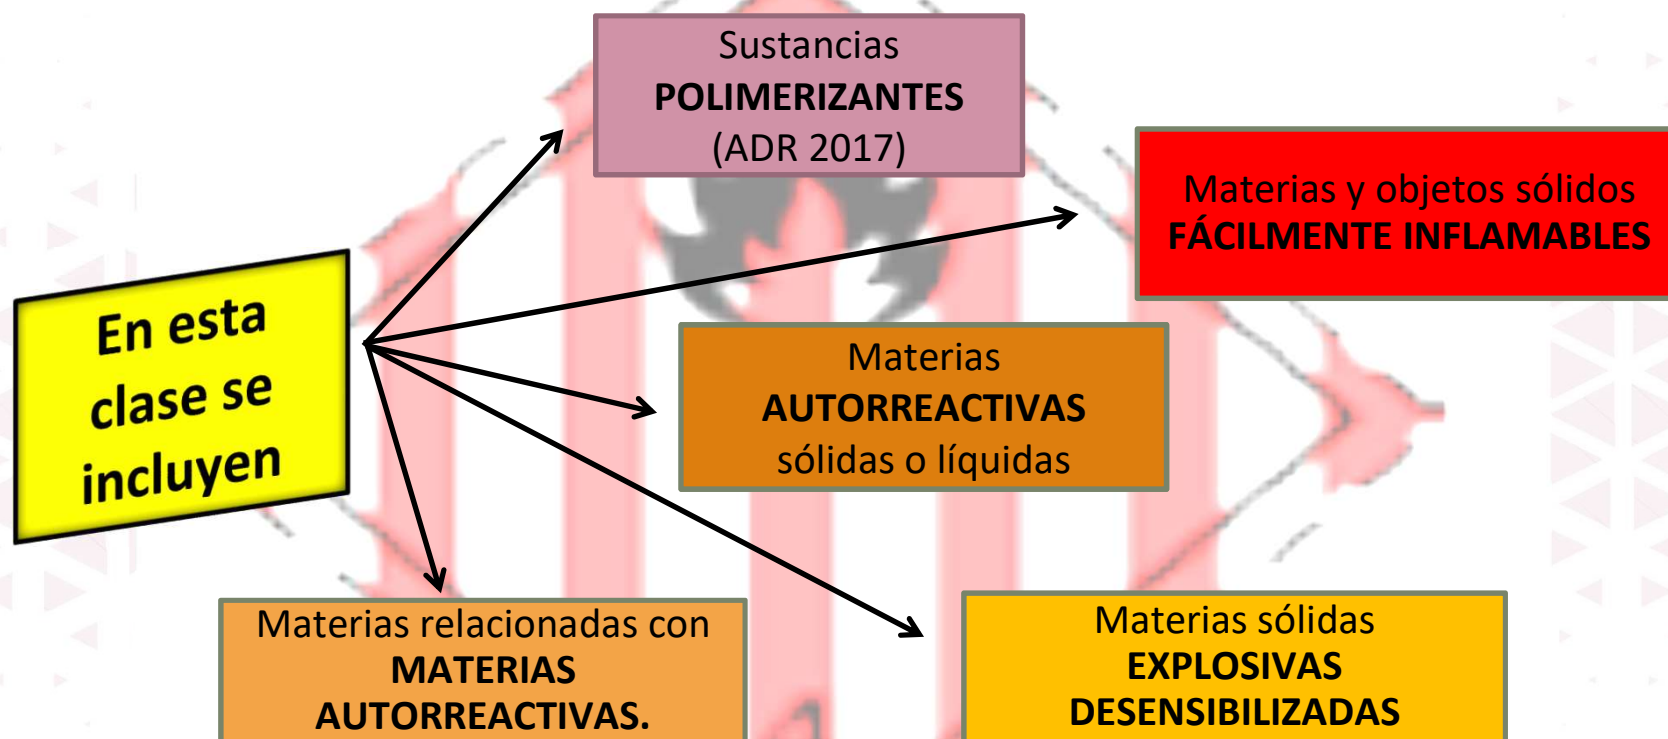 Sustancias
POLIMERIZANTES
(ADR 2017)
Materias y objetos sólidos
FÁCILMENTE INFLAMABLES
En esta
clase se
incluyen
Materias
AUTORREACTIVAS
sólidas o líquidas
Materias relacionadas con
MATERIAS
AUTORREACTIVAS.
Materias sólidas
EXPLOSIVAS
DESENSIBILIZADAS